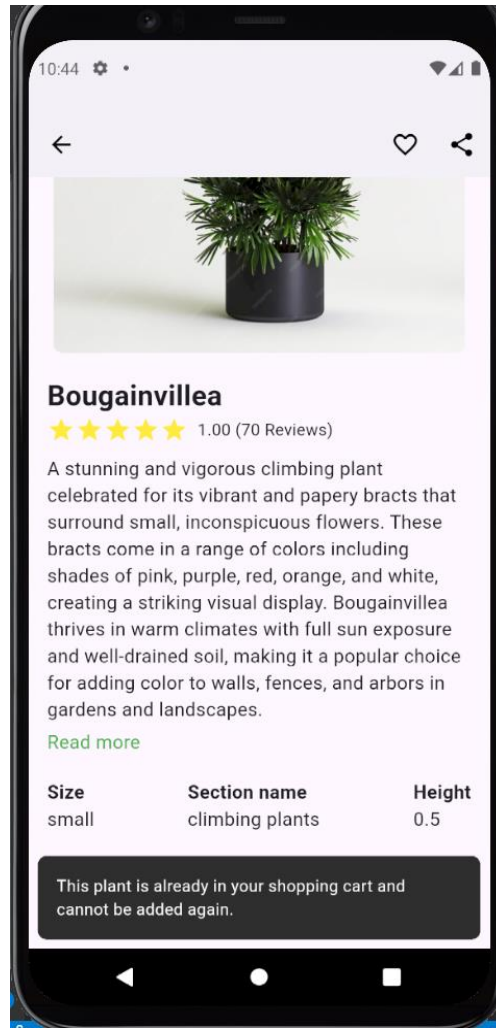 10:44
Bougainvillea
1.00 (70 Reviews)
A stunning and vigorous climbing plant
celebrated for its vibrant and papery bracts that
surround small, inconspicuous flowers. These
bracts come in a range of colors including
shades of pink, purple, red, orange, and white,
creating a striking visual display. Bougainvillea
thrives in warm climates with full sun exposure
and well-drained soil, making it a popular choice
for adding color to walls, fences, and arbors in
gardens and landscapes.
Read more
Size Section name Height
small climbing plants 0.5
This plant is already in your shopping cart and
cannot be added again.